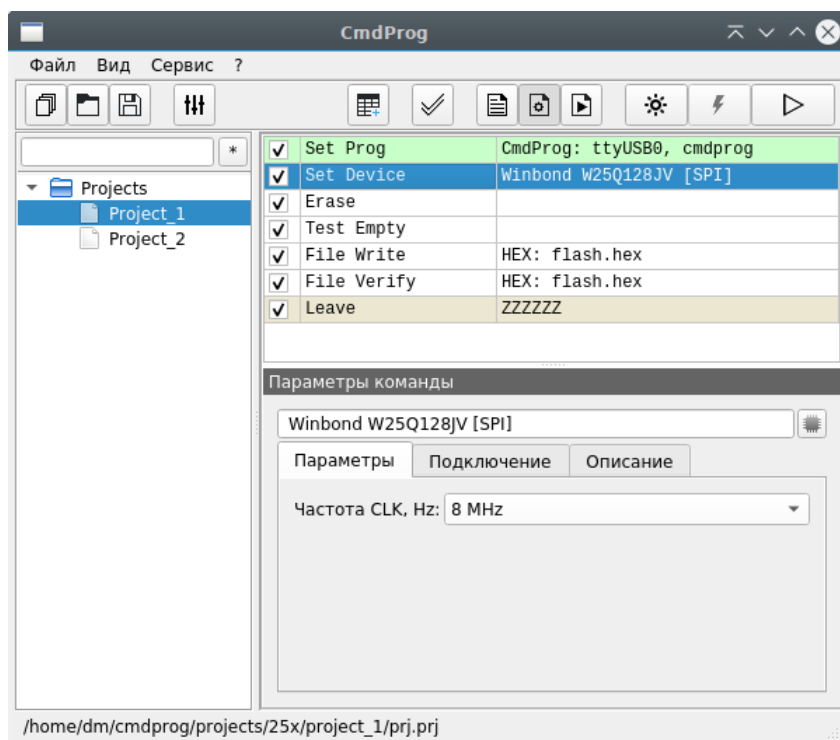 CmdProg
Файл Вид Сервис ?
*
Projects
Project_1
Project_2
Set Prog CmdProg: ttyUSB0, cmdprog
Set Device Winbond W25Q128JV [SPI]
Erase
Test Empty
File Write HEX: flash.hex
File Verify HEX: flash.hex
Leave ZZZZZZ
Параметры команды
Winbond W25Q128JV [SPI]
Параметры Подключение Описание
Частота CLK, Hz: 8 MHz
/home/dm/cmdprog/projects/25x/project_1/prj.prj